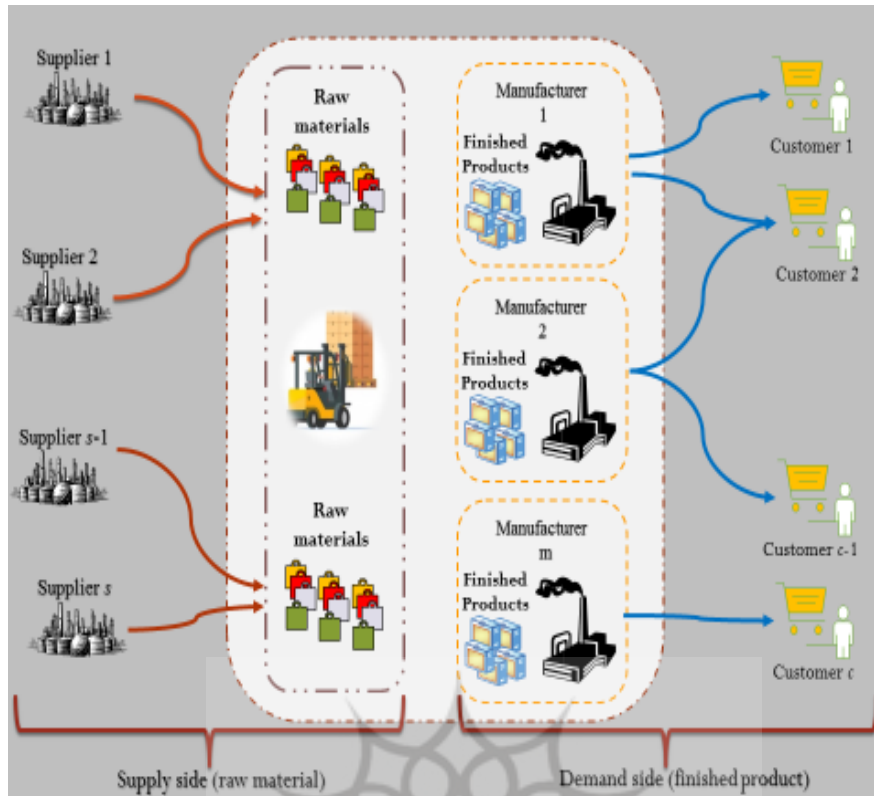 Supplier 1
Supplier 2
Supplier s-1
Supplier s
Raw
materials
Raw
materials
Manufacturer
1
Finished
Products
Manufacturer
2
Finished
Products
Manufacturer
m
Finished
Products
Customer 1
Customer 2
Customer c-1
Customer c
Supply side (raw material)
Demand side (finished product)